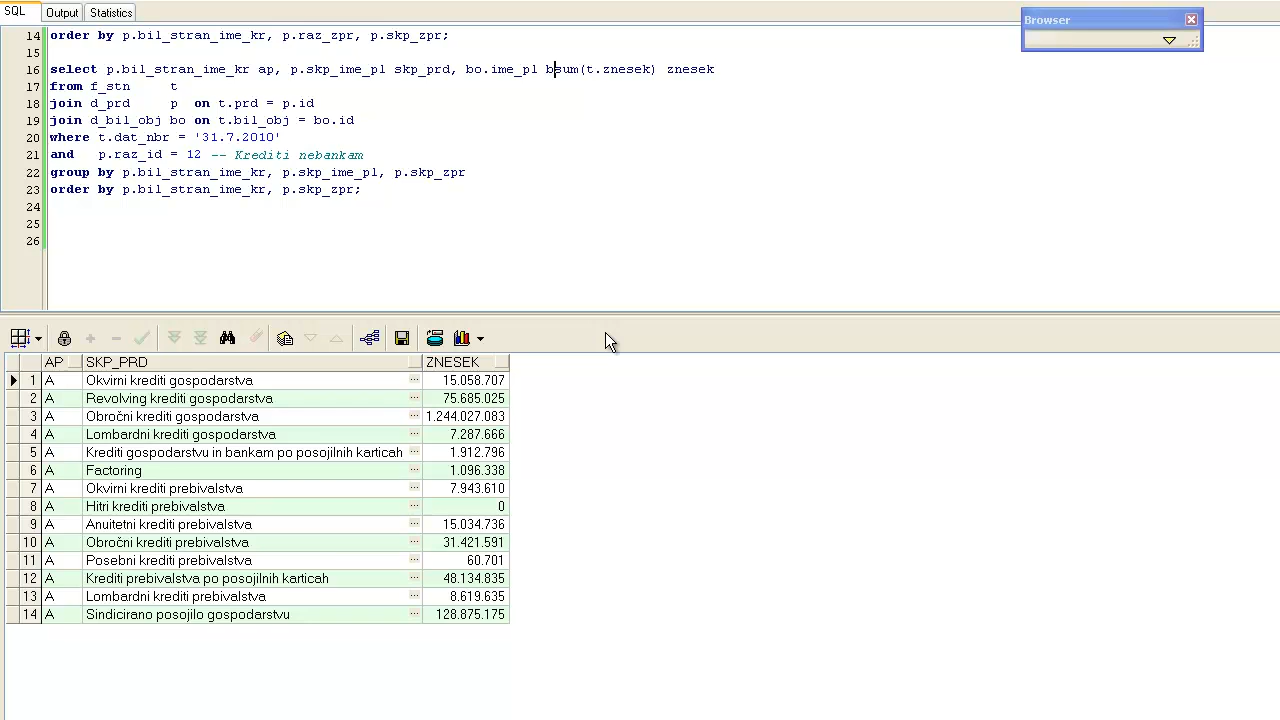 SQL Output Statistics
Browser
14 order by p.bil_stran_ime_kr, p.raz_zpr, p.skp_zpr;
15
16 select p.bil_stran_ime_kr ap, p.skp_ime_pl skp_prd, bo.ime_pl bsum(t.znesek) znesek
17 from f_stn t
18 join d_prd p on t.prd = p.id
19 join d_bil_obj bo on t.bil_obj = bo.id
20 where t.dat_nbr = '31.7.2010'
21 and p.raz_id = 12 -- Krediti nebankam
22 group by p.bil_stran_ime_kr, p.skp_ime_pl, p.skp_zpr
23 order by p.bil_stran_ime_kr, p.skp_zpr;
24
25
26
AP SKP_PRD ZNESEK
1 A Okvirni krediti gospodarstva ... 15.058.707
2 A Revolving krediti gospodarstva ... 75.685.025
3 A Obročni krediti gospodarstva ... 1.244.027.083
4 A Lombardni krediti gospodarstva ... 7.287.666
5 A Krediti gospodarstvu in bankam po posojilnih karticah ... 1.912.796
6 A Factoring ... 1.096.338
7 A Okvirni krediti prebivalstva ... 7.943.610
8 A Hitri krediti prebivalstva ... 0
9 A Anuitetni krediti prebivalstva ... 15.034.736
10 A Obročni krediti prebivalstva ... 31.421.591
11 A Posebni krediti prebivalstva ... 60.701
12 A Krediti prebivalstva po posojilnih karticah ... 48.134.835
13 A Lombardni krediti prebivalstva ... 8.619.635
14 A Sindicirano posojilo gospodarstvu ... 128.875.175